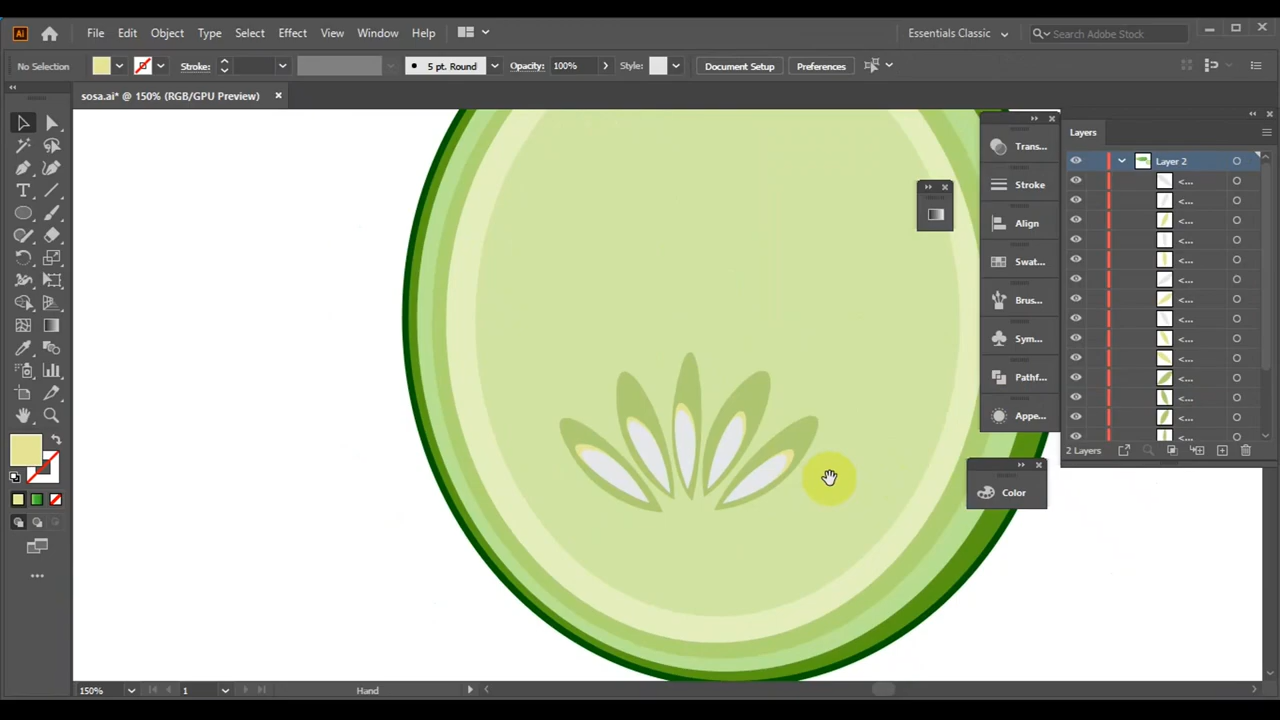 Ai File Edit Object Type Select Effect View Window Help Essentials Classic Search Adobe Stock
No Selection Stroke: 5 pt. Round Opacity: 100% Style: Document Setup Preferences
sosa.ai* @ 150% (RGB/GPU Preview)
Layers
Trans...
Layer 2
Stroke
<...
<...
Align
<...
<...
Swat...
<...
<...
Brus...
<...
<...
Sym...
<...
<...
Pathf...
<...
<...
Appe...
<...
<...
2 Layers
Color
150% 1 Hand